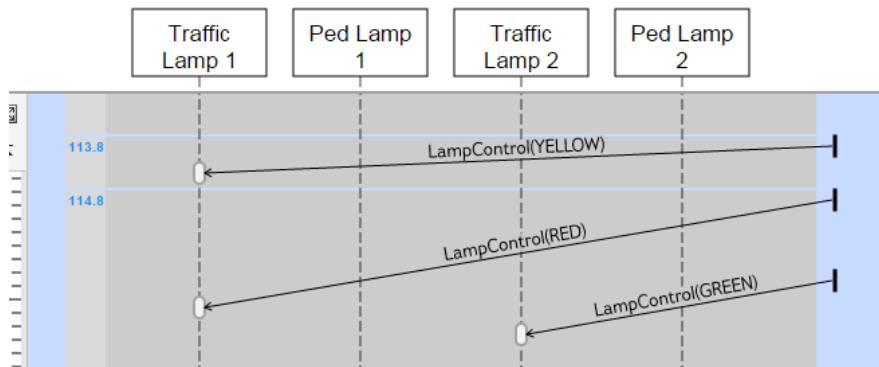 Traffic
Lamp 1
Ped Lamp
1
Traffic
Lamp 2
Ped Lamp
2
113.8
LampControl(YELLOW)
114.8
LampControl(RED)
LampControl(GREEN)